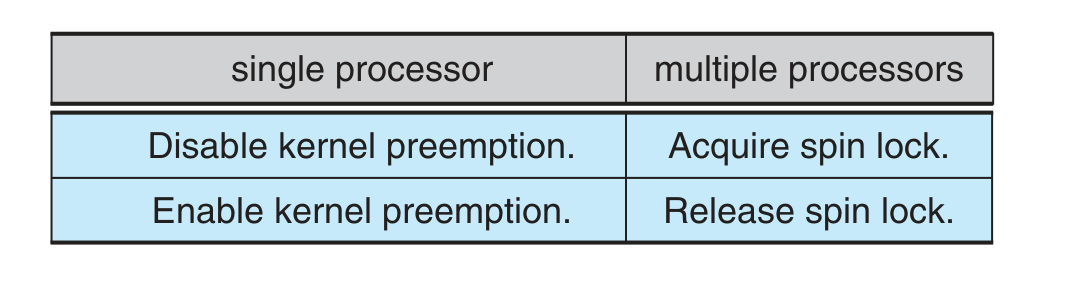 single processor multiple processors
Disable kernel preemption. Acquire spin lock.
Enable kernel preemption. Release spin lock.